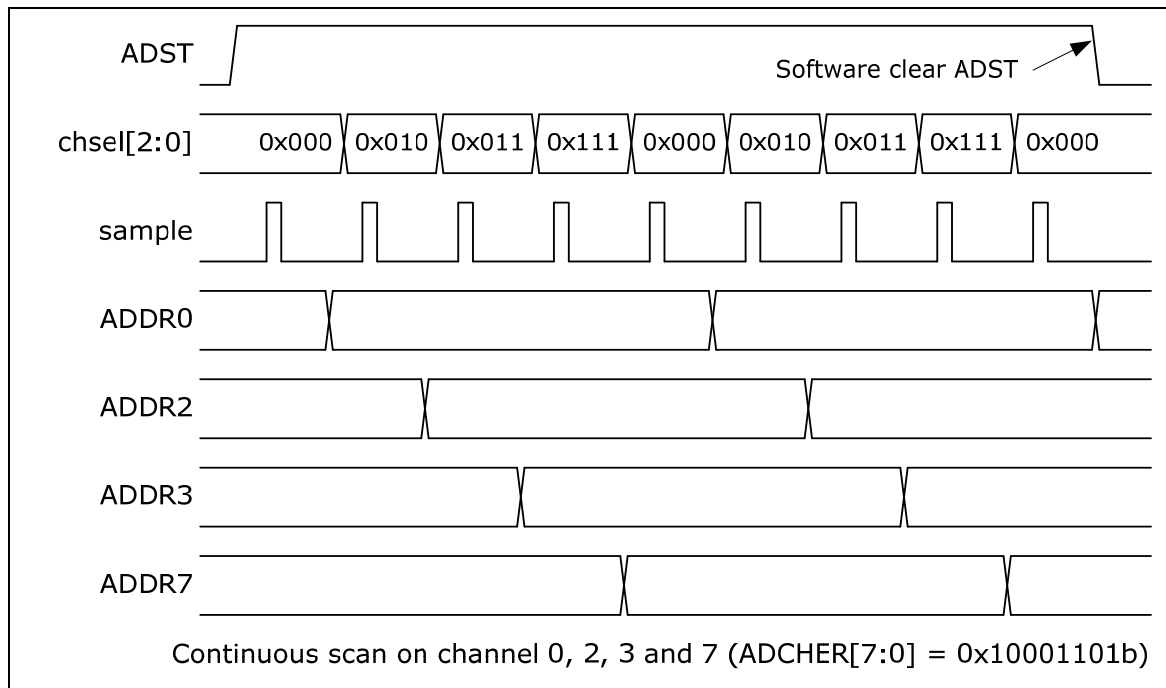 ADST
Software clear ADST
chsel[2:0] 0x000 0x010 0x011 0x111 0x000 0x010 0x011 0x111 0x000
sample
ADDR0
ADDR2
ADDR3
ADDR7
Continuous scan on channel 0, 2, 3 and 7 (ADCHER[7:0] = 0x10001101b)